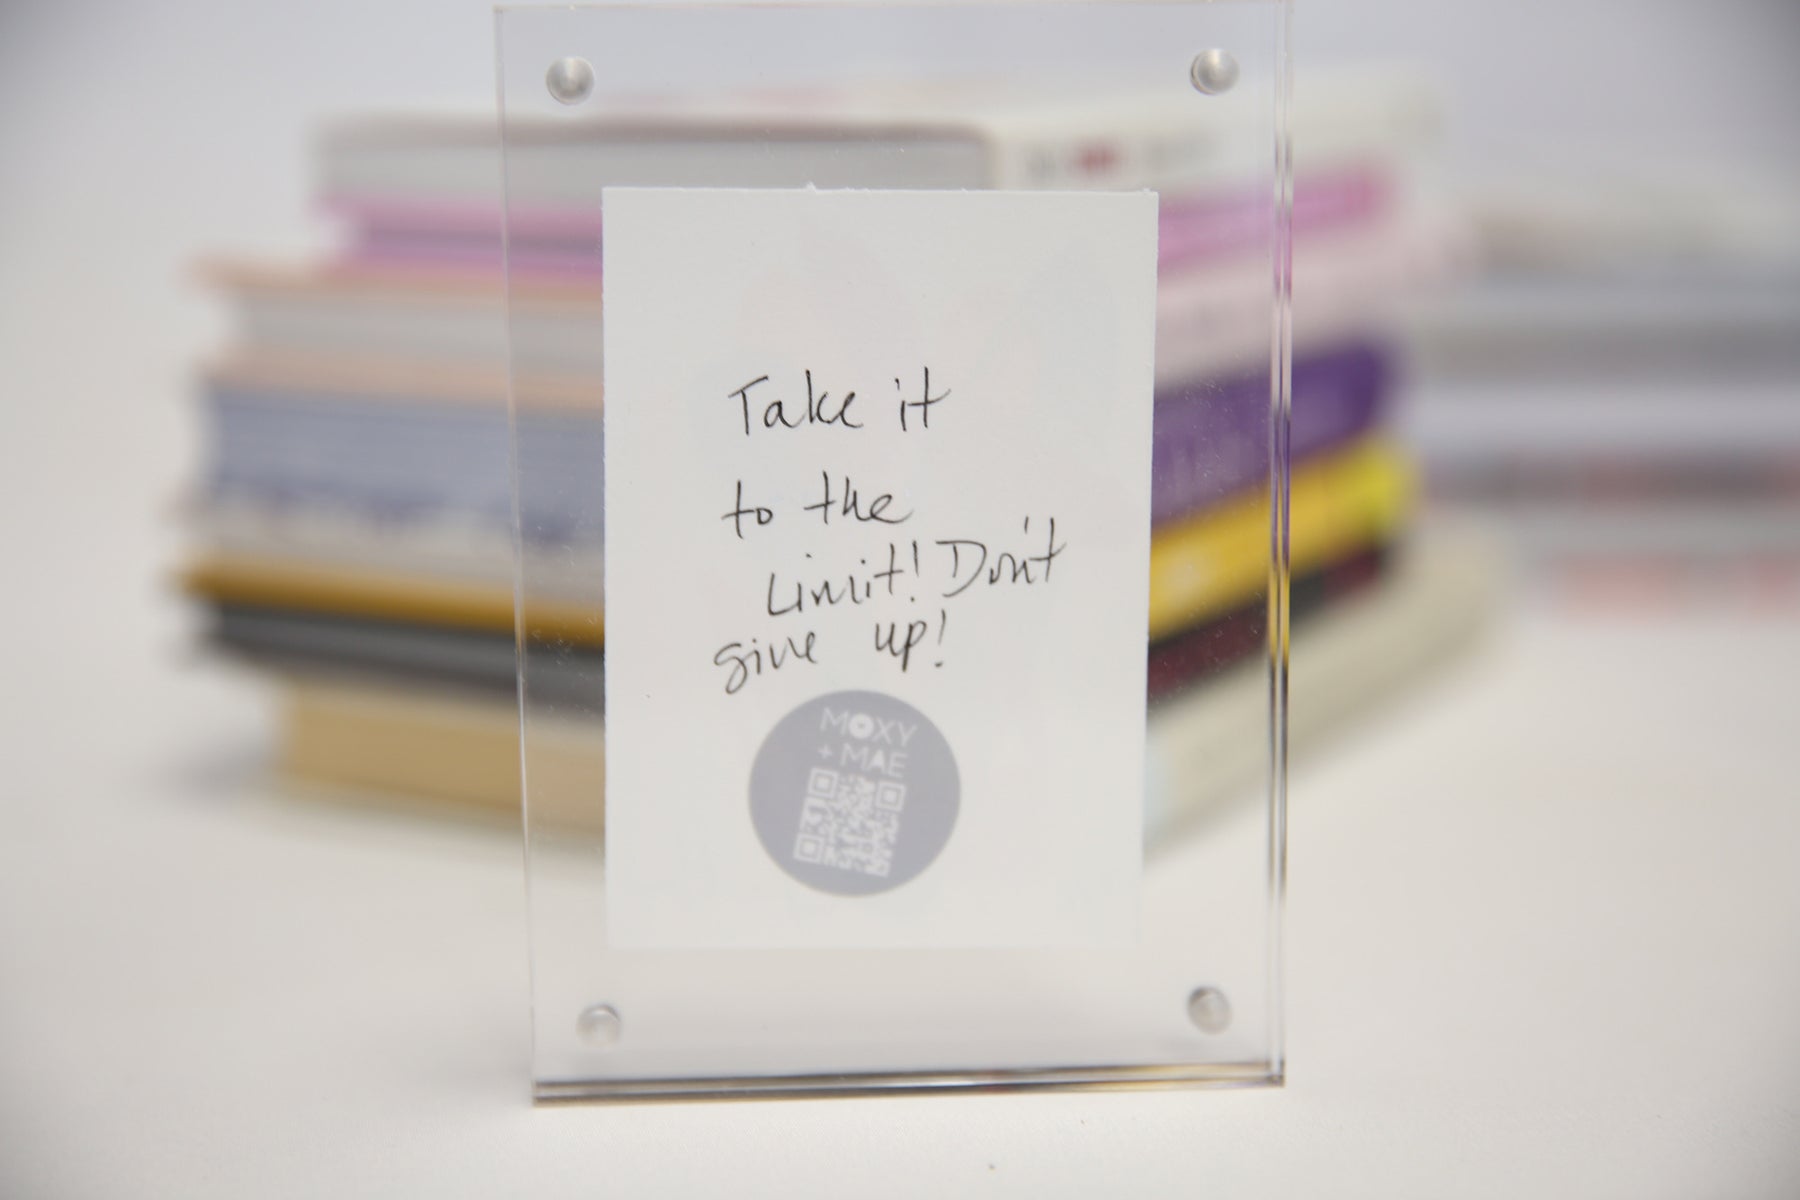 Take it
to the
Limit! Don't
give up!
MOXY
+ MAE